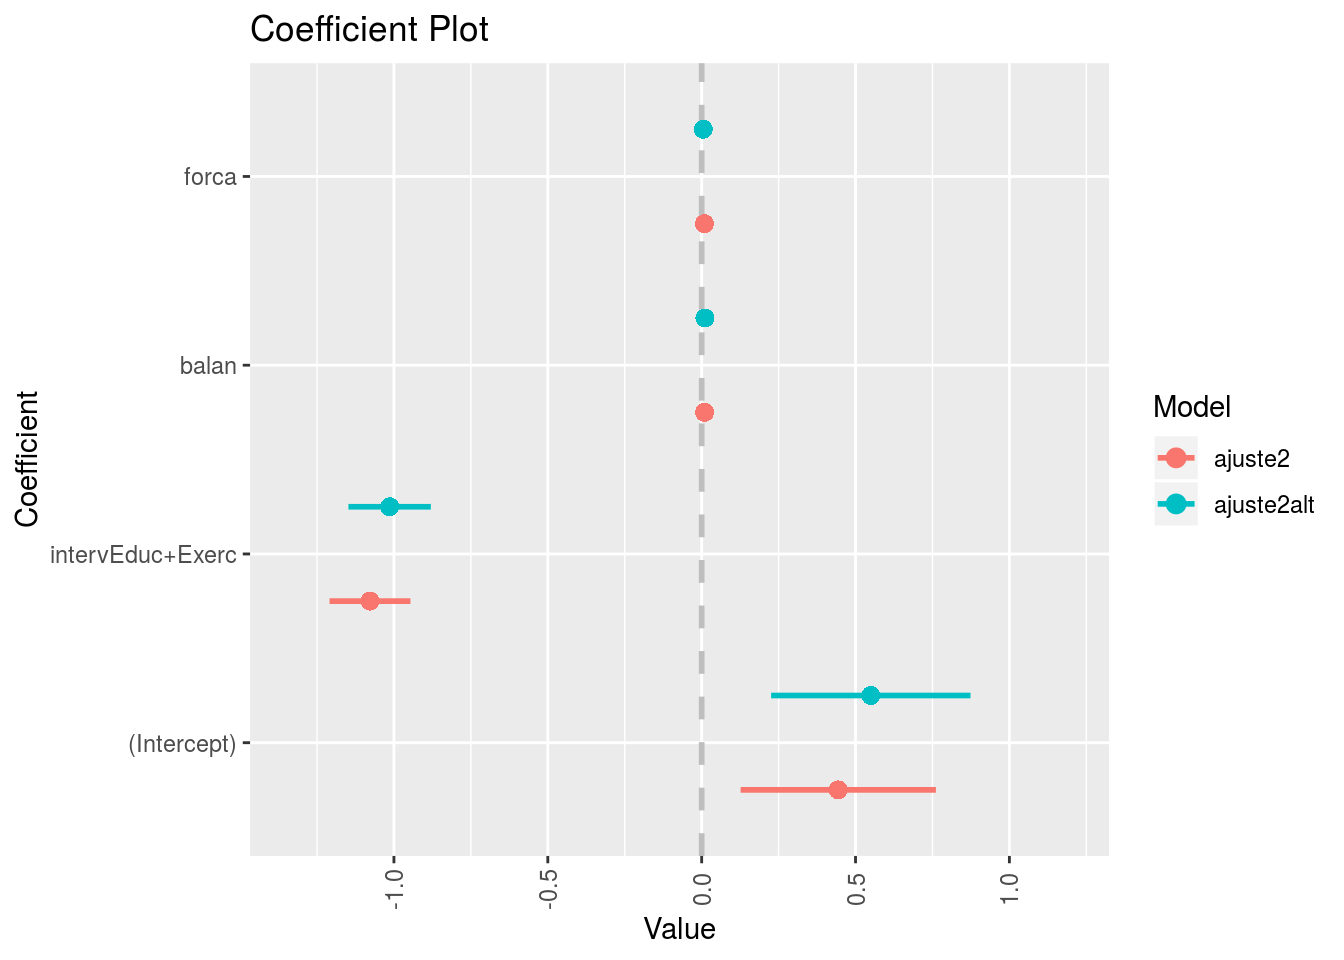 Coefficient Plot
forca
balan
intervEduc+Exerc
(Intercept)
Coefficient
-1.0
-0.5
0.0
0.5
1.0
Value
Model
ajuste2
ajuste2alt